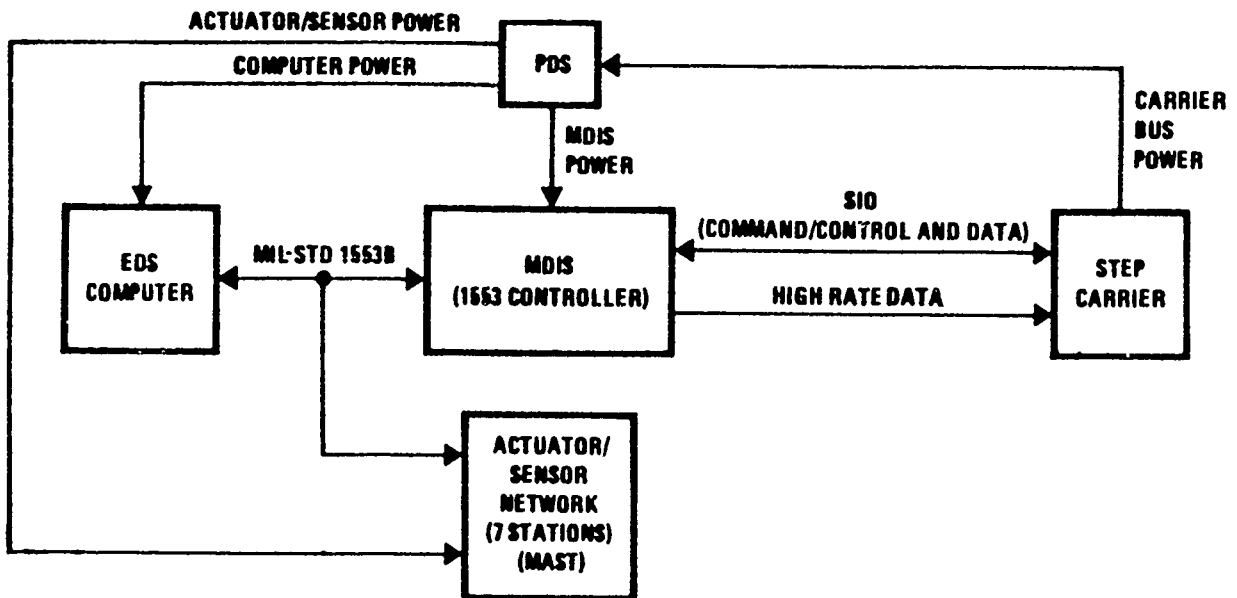 ACTUATOR/SENSOR POWER
COMPUTER POWER
PDS
MDIS
POWER
CARRIER
BUS
POWER
EDS
COMPUTER
MIL-STD 1553B
MDIS
(1553 CONTROLLER)
SIO
(COMMAND/CONTROL AND DATA)
HIGH RATE DATA
STEP
CARRIER
ACTUATOR/
SENSOR
NETWORK
(7 STATIONS)
(MAST)